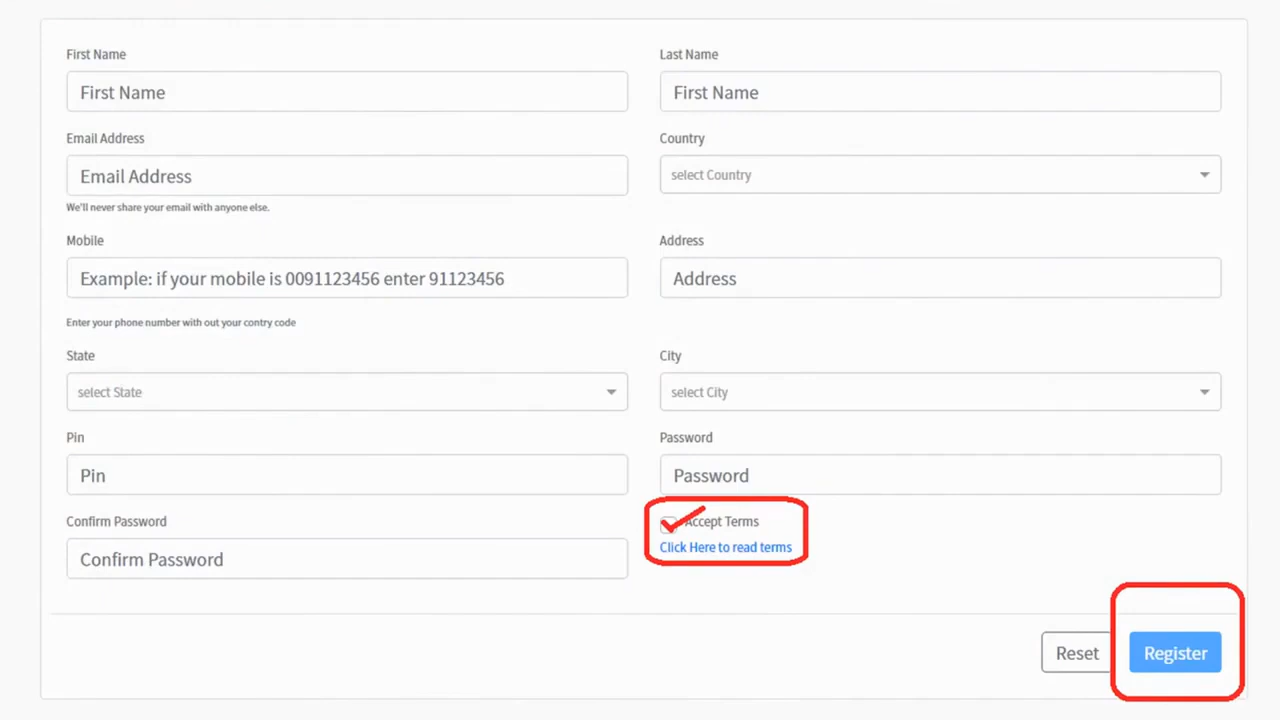 First Name
Last Name
First Name
First Name
Email Address
Country
Email Address
select Country
We'll never share your email with anyone else.
Mobile
Address
Example: if your mobile is 0091123456 enter 91123456
Address
Enter your phone number with out your contry code
State
City
select State
select City
Pin
Password
Pin
Password
Confirm Password
Accept Terms
Click Here to read terms
Confirm Password
Reset
Register